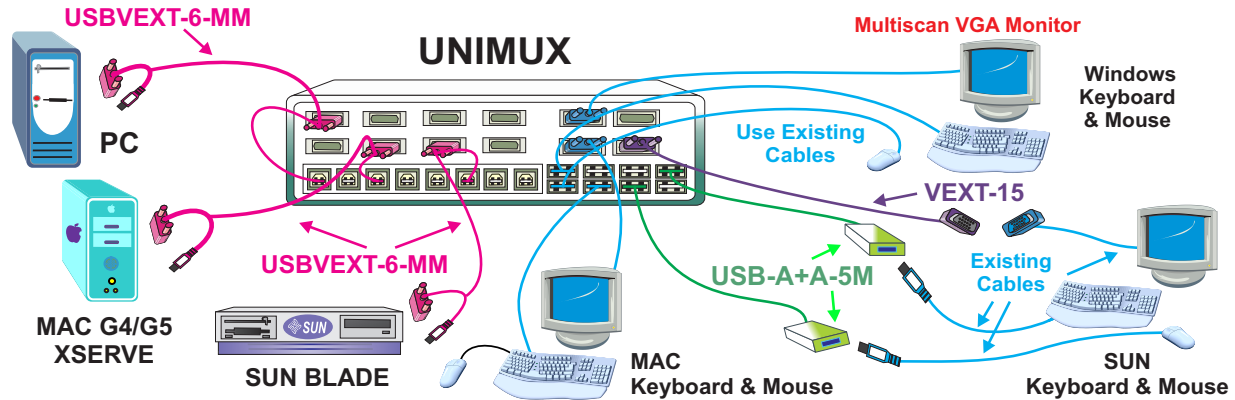 USBVEXT-6-MM
UNIMUX
Multiscan VGA Monitor
Windows
Keyboard
& Mouse
PC
Use Existing
Cables
VEXT-15
USBVEXT-6-MM
USB-A+A-5M
Existing
Cables
MAC G4/G5
XSERVE
SUN
SUN BLADE
MAC
Keyboard & Mouse
SUN
Keyboard & Mouse